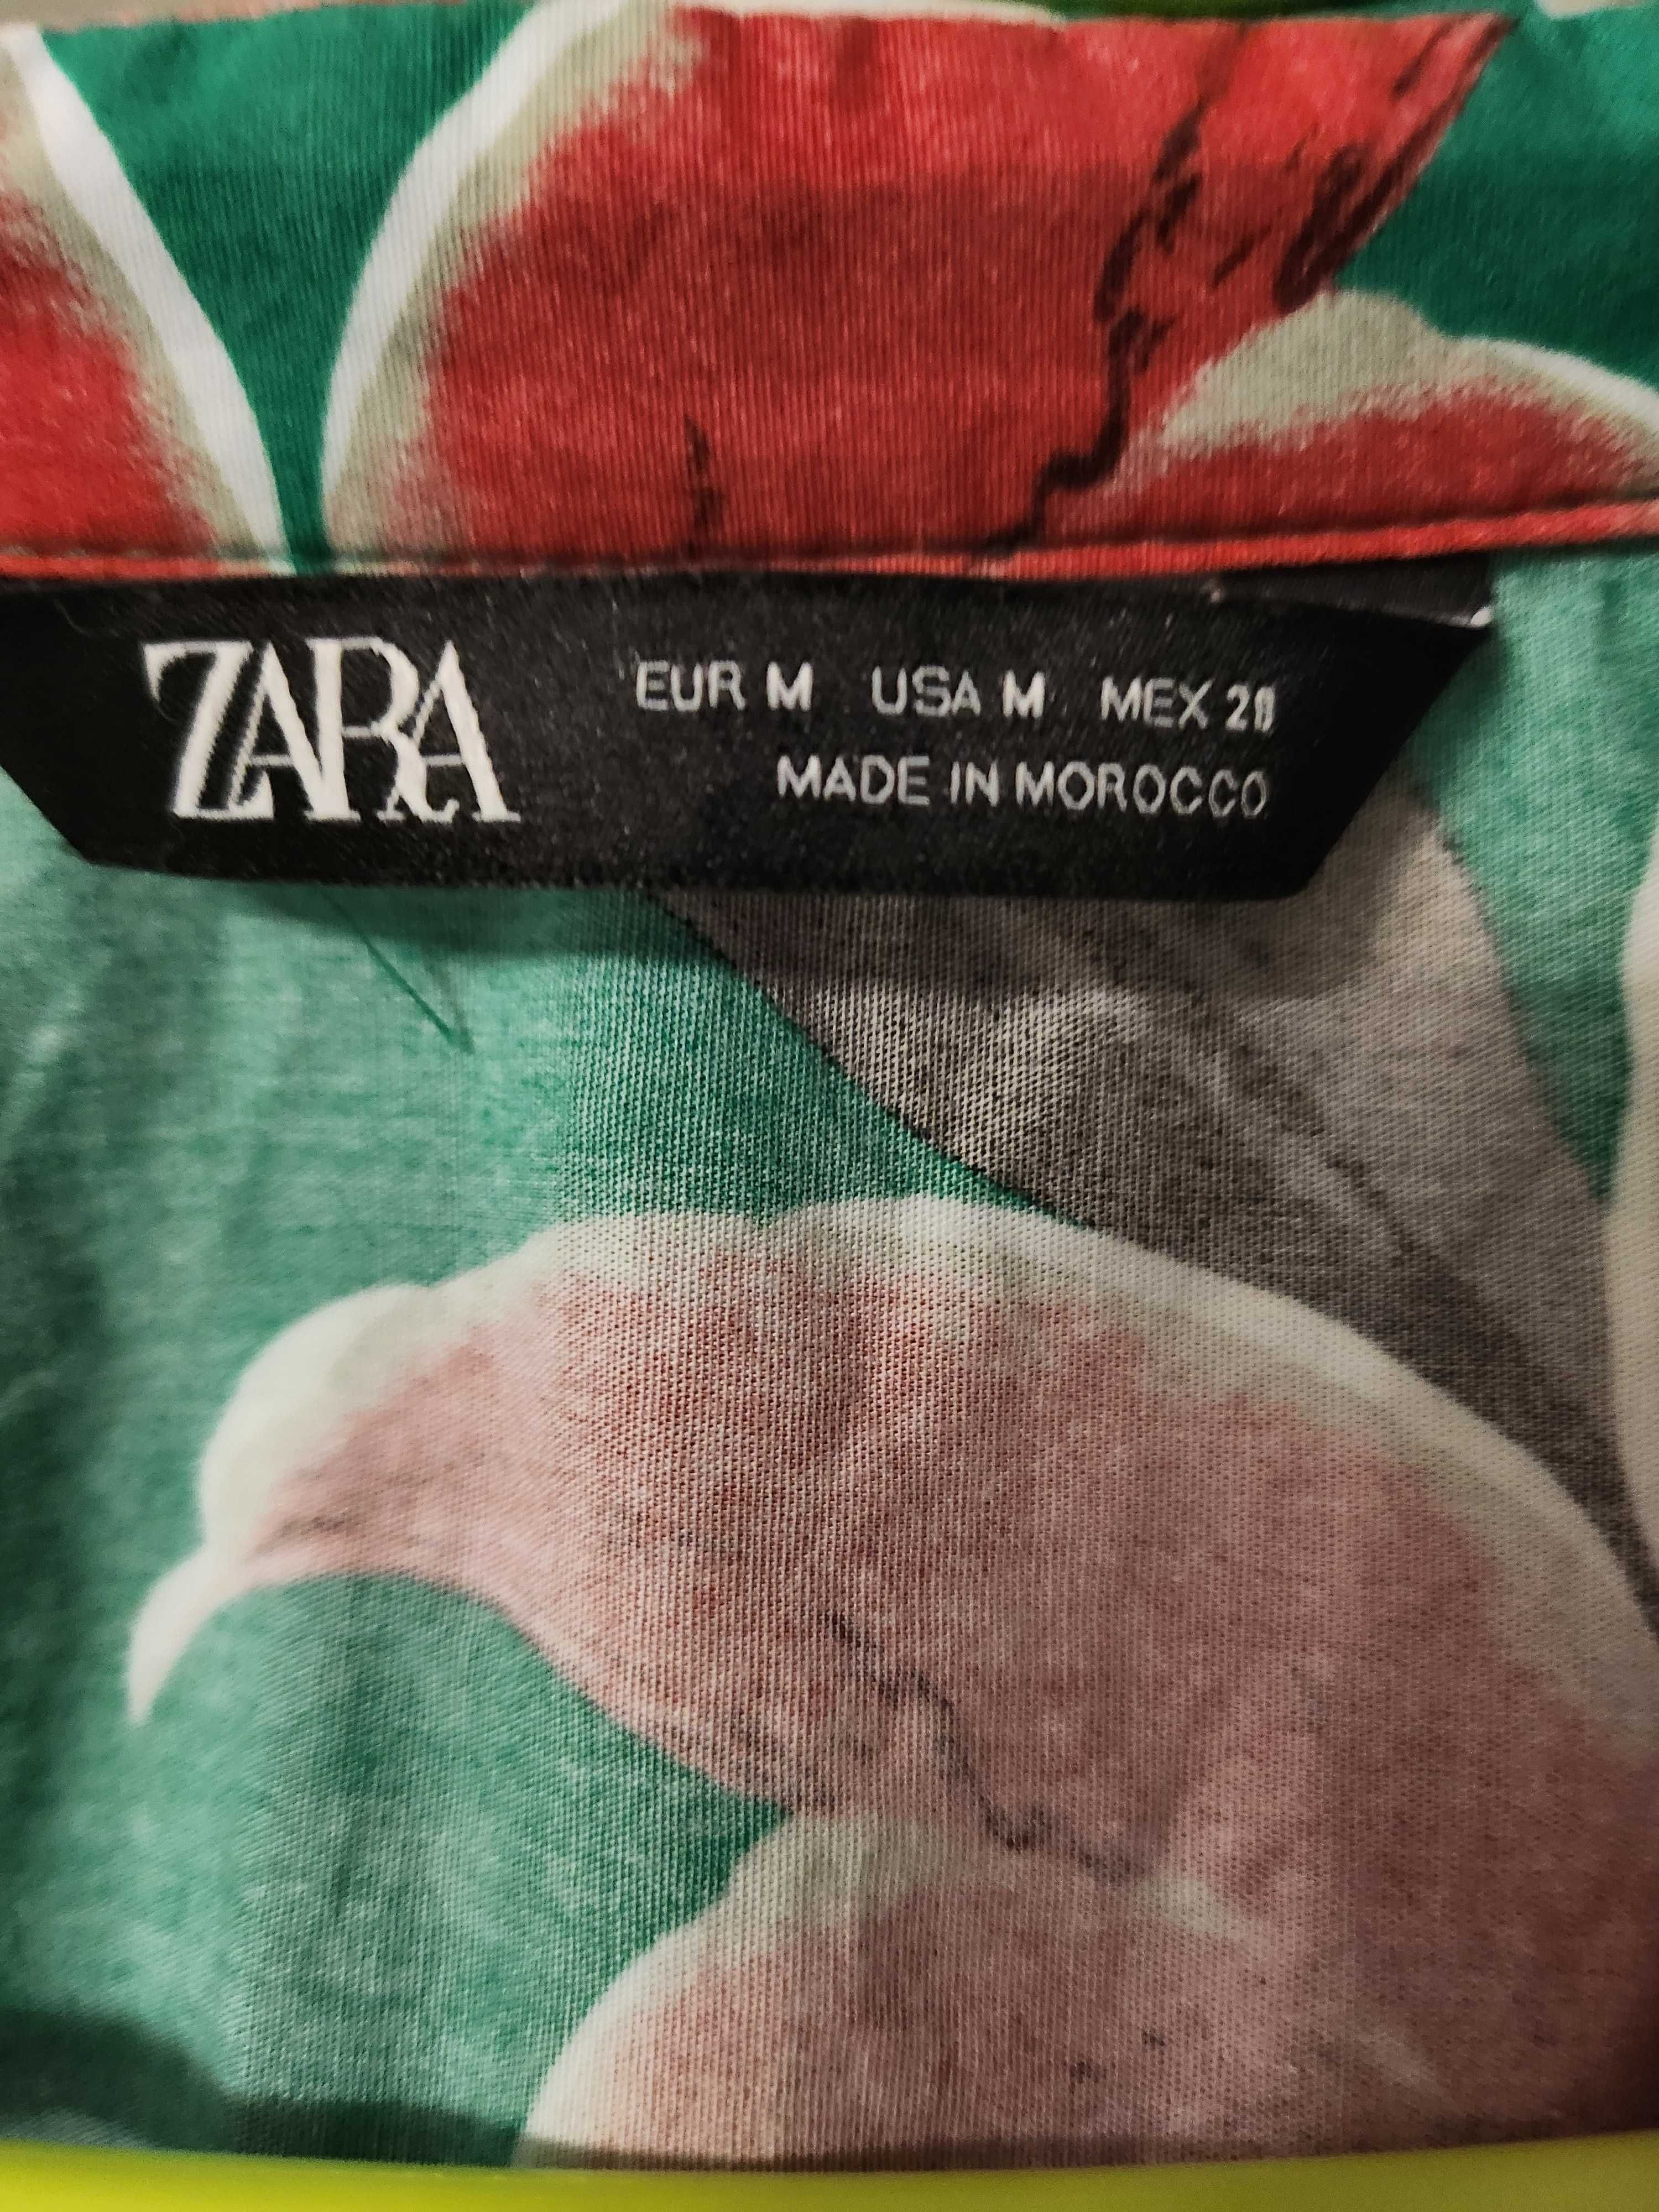 ZARA
EUR M USA M MEX 28
MADE IN MOROCCO